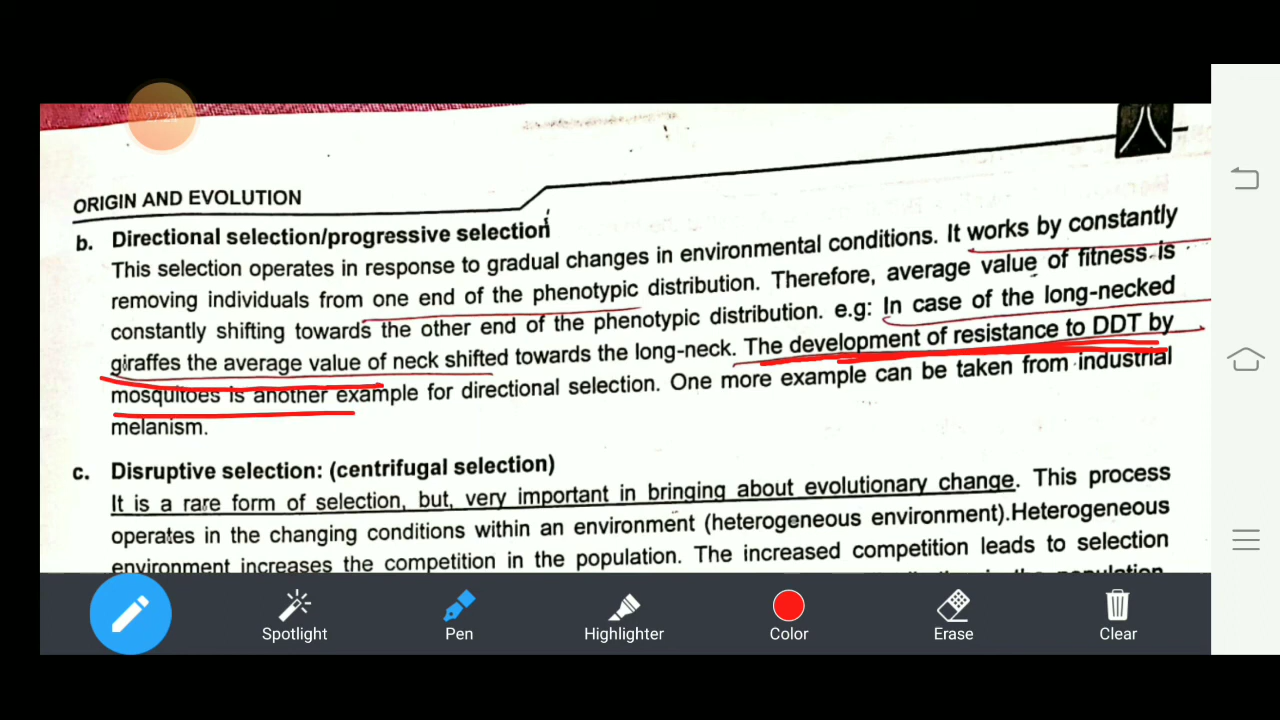 ORIGIN AND EVOLUTION
b. Directional selection/progressive selection
This selection operates in response to gradual changes in environmental conditions. It works by constantly
removing individuals from one end of the phenotypic distribution. Therefore, average value of fitness is
constantly shifting towards the other end of the phenotypic distribution. e.g: In case of the long-necked
giraffes the average value of neck shifted towards the long-neck. The development of resistance to DDT by
mosquitoes is another example for directional selection. One more example can be taken from industrial
melanism.
c. Disruptive selection: (centrifugal selection)
It is a rare form of selection, but, very important in bringing about evolutionary change. This process
operates in the changing conditions within an environment (heterogeneous environment).Heterogeneous
environment increases the competition in the population. The increased competition leads to selection
Spotlight
Pen
Highlighter
Color
Erase
Clear